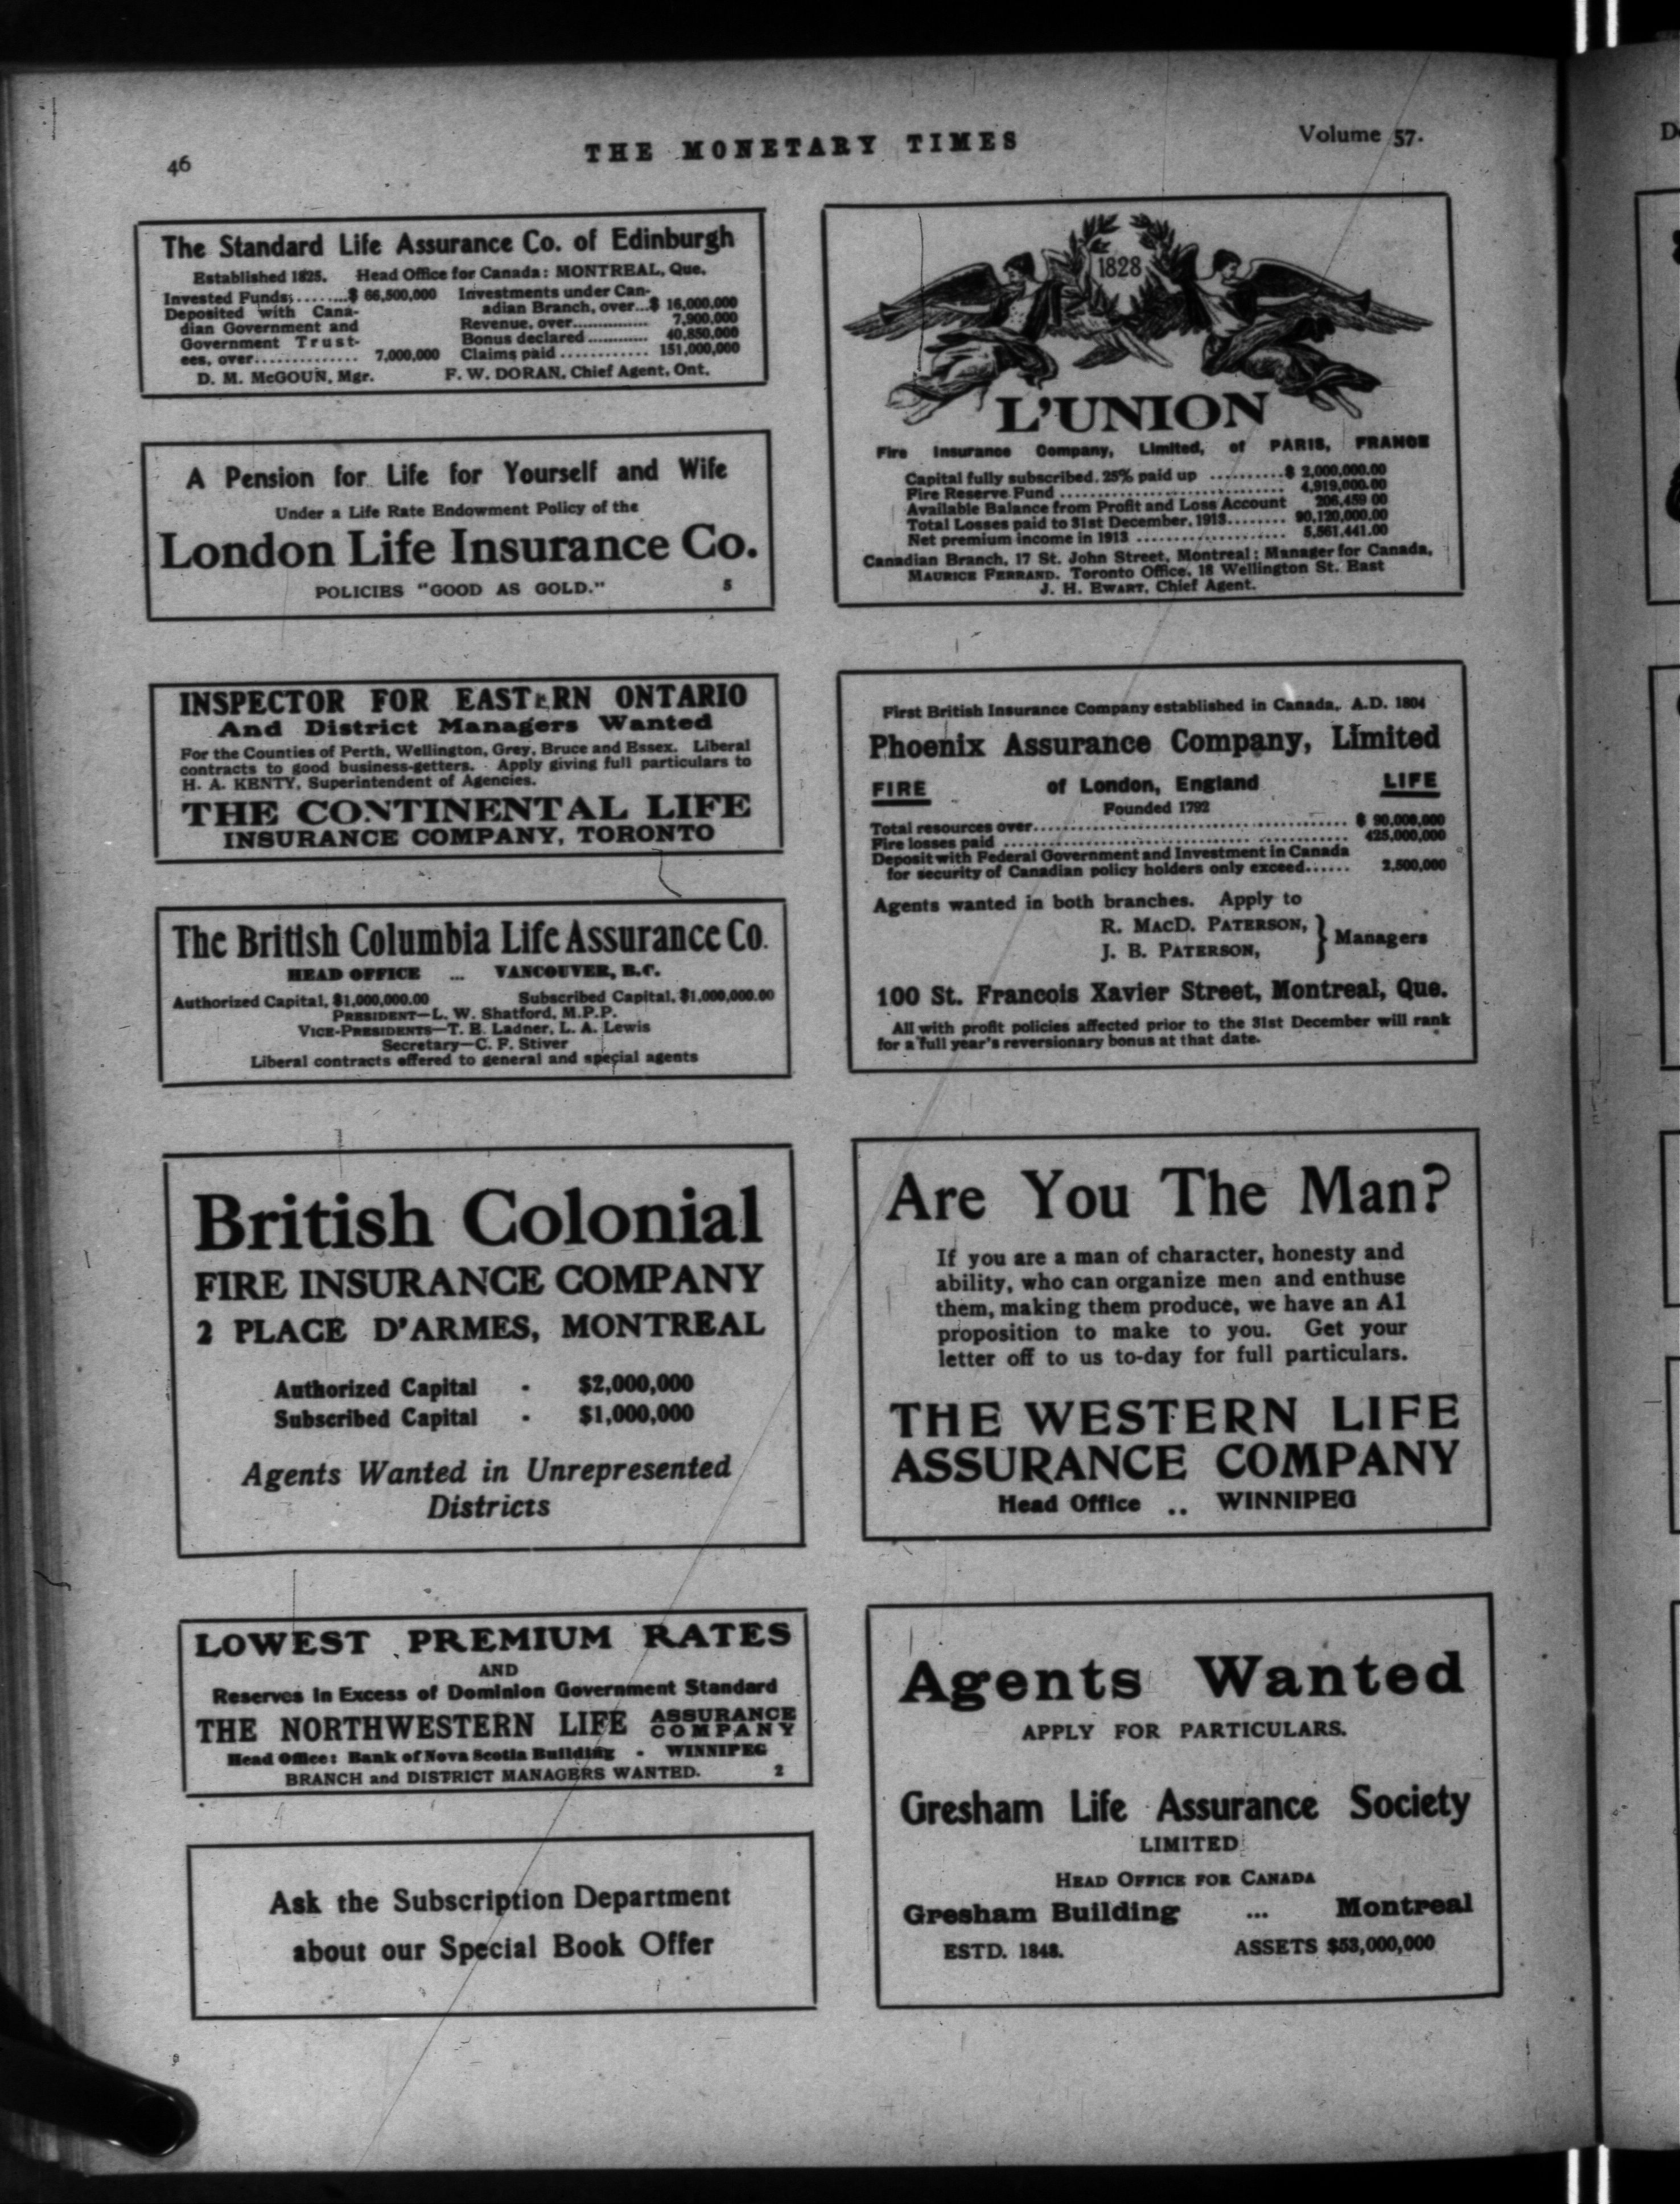 46
THE MONETARY TIMES
Volume 57.
The Standard Life Assurance Co. of Edinburgh
Established 1825. Head Office for Canada: MONTREAL, Que.
Invested Funds.........$ 66,500,000
Deposited with Cana-
dian Government and
Government Trust-
ees, over.............. 7,000,000
Investments under Can-
adian Branch, over...$ 16,000,000
Revenue, over............... 7,900,000
Bonus declared............ 40,850,000
Claims paid............ 151,000,000
D. M. McGOUN, Mgr. F. W. DORAN, Chief Agent, Ont.
A Pension for Life for Yourself and Wife
Under a Life Rate Endowment Policy of the
London Life Insurance Co.
POLICIES "GOOD AS GOLD." 5
INSPECTOR FOR EASTERN ONTARIO
And District Managers Wanted
For the Counties of Perth, Wellington, Grey, Bruce and Essex. Liberal
contracts to good business-getters. Apply giving full particulars to
H. A. KENTY, Superintendent of Agencies.
THE CONTINENTAL LIFE
INSURANCE COMPANY, TORONTO
The British Columbia Life Assurance Co.
HEAD OFFICE ... VANCOUVER, B.C.
Authorized Capital, $1,000,000.00 Subscribed Capital, $1,000,000.00
PRESIDENT—L. W. Shatford, M.P.P.
VICE-PRESIDENTS—T. B. Ladner, L. A. Lewis
Secretary—C. F. Stiver
Liberal contracts offered to general and special agents
British Colonial
FIRE INSURANCE COMPANY
2 PLACE D'ARMES, MONTREAL
Authorized Capital - $2,000,000
Subscribed Capital - $1,000,000
Agents Wanted in Unrepresented
Districts
LOWEST PREMIUM RATES
AND
Reserves in Excess of Dominion Government Standard
THE NORTHWESTERN LIFE ASSURANCE
COMPANY
Head Office: Bank of Nova Scotia Building - WINNIPEG
BRANCH and DISTRICT MANAGERS WANTED. 2
Ask the Subscription Department
about our Special Book Offer
1828
L'UNION
Fire Insurance Company, Limited, of PARIS, FRANCE
Capital fully subscribed, 25% paid up ..........$ 2,000,000.00
Fire Reserve Fund .............................. 4,919,000.00
Available Balance from Profit and Loss Account 206,459 00
Total Losses paid to 31st December, 1913........ 90,120,000.00
Net premium income in 1913 .................... 5,561,441.00
Canadian Branch, 17 St. John Street, Montreal; Manager for Canada,
MAURICE FERRAND. Toronto Office, 18 Wellington St. East
J. H. EWART, Chief Agent.
First British Insurance Company established in Canada, A.D. 1804
Phoenix Assurance Company, Limited
FIRE of London, England LIFE
Founded 1792
Total resources over.......................................... $ 90,000,000
Fire losses paid .............................................. 425,000,000
Deposit with Federal Government and Investment in Canada
for security of Canadian policy holders only exceed...... 2,500,000
Agents wanted in both branches. Apply to
R. MACD. PATERSON,
J. B. PATERSON, } Managers
100 St. Francois Xavier Street, Montreal, Que.
All with profit policies affected prior to the 31st December will rank
for a full year's reversionary bonus at that date.
Are You The Man?
If you are a man of character, honesty and
ability, who can organize men and enthuse
them, making them produce, we have an A1
proposition to make to you. Get your
letter off to us to-day for full particulars.
THE WESTERN LIFE
ASSURANCE COMPANY
Head Office .. WINNIPEG
Agents Wanted
APPLY FOR PARTICULARS.
Gresham Life Assurance Society
LIMITED
HEAD OFFICE FOR CANADA
Gresham Building ... Montreal
ESTD. 1848. ASSETS $53,000,000